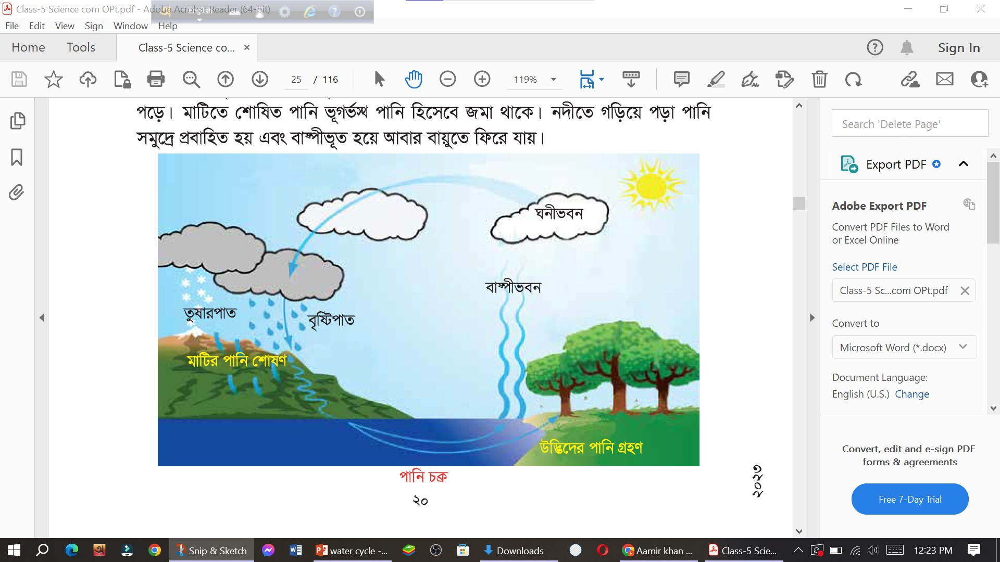 Class-5 Science com OPt.pdf - Adobe Acrobat Reader (64-bit)
File Edit View Sign Window Help
Home Tools Class-5 Science co... × Sign In
25 / 116 119%
পড়ে। মাটিতে শোষিত পানি ভূগর্ভস্থ পানি হিসেবে জমা থাকে। নদীতে গড়িয়ে পড়া পানি
সমুদ্রে প্রবাহিত হয় এবং বাষ্পীভূত হয়ে আবার বায়ুতে ফিরে যায়।
ঘনীভবন
বাষ্পীভবন
তুষারপাত
বৃষ্টিপাত
মাটির পানি শোষণ
উদ্ভিদের পানি গ্রহণ
পানি চক্র
২০
২০২৩
Search 'Delete Page'
Export PDF
Adobe Export PDF
Convert PDF Files to Word
or Excel Online
Select PDF File
Class-5 Sc...com OPt.pdf
Convert to
Microsoft Word (*.docx)
Document Language:
English (U.S.) Change
Convert, edit and e-sign PDF
forms & agreements
Free 7-Day Trial
Snip & Sketch water cycle -... Downloads Aamir khan ... Class-5 Scie... 12:23 PM